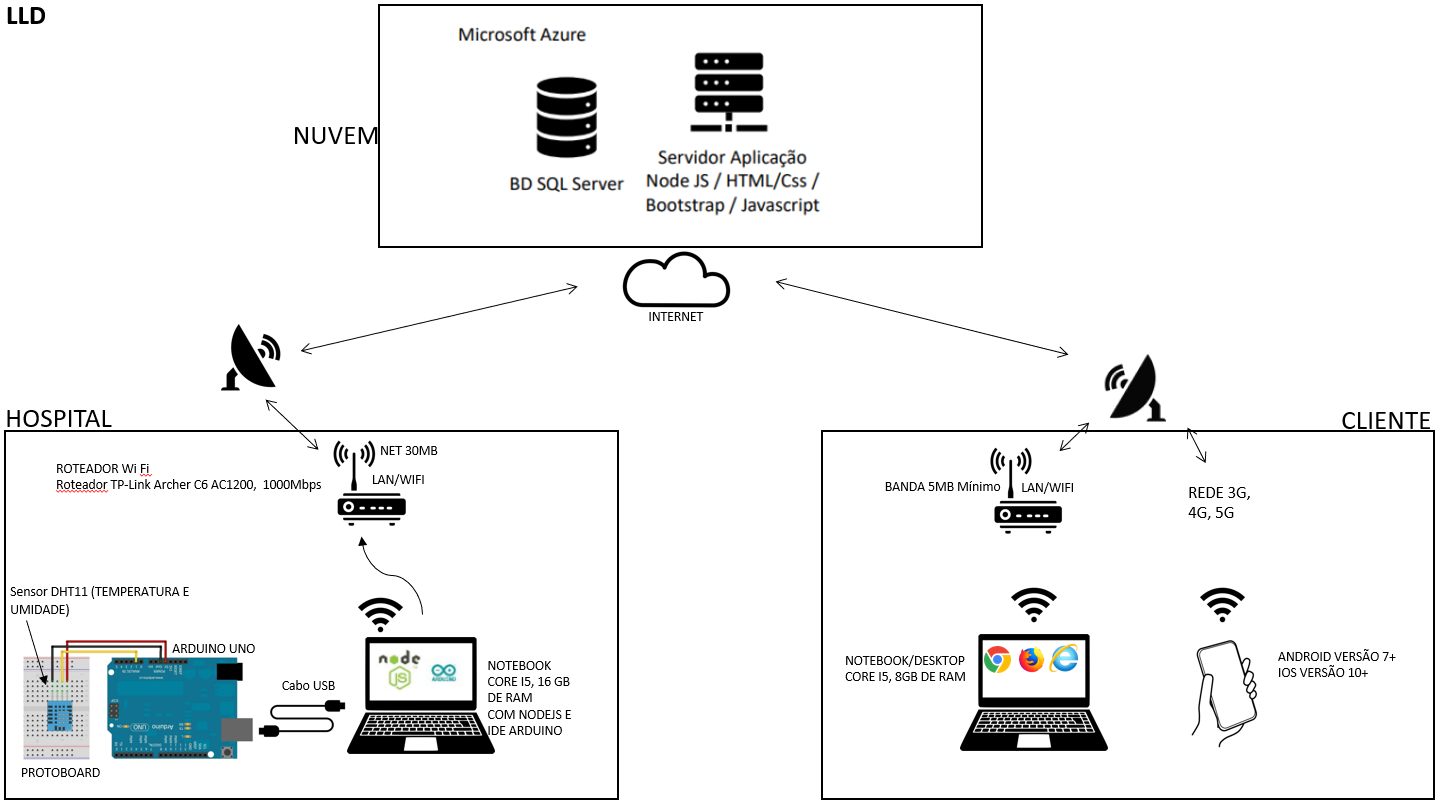 LLD
Microsoft Azure
NUVEM
BD SQL Server
Servidor Aplicação
Node JS / HTML/Css /
Bootstrap / Javascript
INTERNET
HOSPITAL
NET 30MB
ROTEADOR Wi Fi
Roteador TP-Link Archer C6 AC1200, 1000Mbps
LAN/WIFI
Sensor DHT11 (TEMPERATURA E
UMIDADE)
ARDUINO UNO
PROTOBOARD
Cabo USB
node
JS
NOTEBOOK
CORE I5, 16 GB
DE RAM
COM NODEJS E
IDE ARDUINO
CLIENTE
BANDA 5MB Mínimo
LAN/WIFI
REDE 3G,
4G, 5G
NOTEBOOK/DESKTOP
CORE I5, 8GB DE RAM
ANDROID VERSÃO 7+
IOS VERSÃO 10+